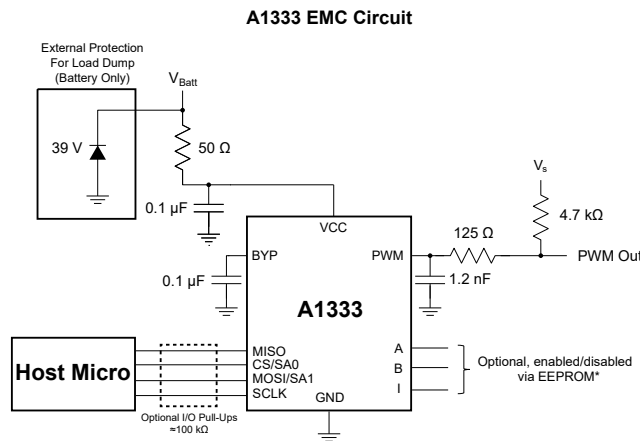 A1333 EMC Circuit
External Protection
For Load Dump
(Battery Only)
V_Batt
39 V
50 Ω
V_s
4.7 kΩ
0.1 µF
VCC
125 Ω
BYP
PWM
PWM Out
0.1 µF
1.2 nF
A1333
Host Micro
MISO
CS/SA0
MOSI/SA1
SCLK
A
B
I
Optional, enabled/disabled
via EEPROM*
Optional I/O Pull-Ups
≈100 kΩ
GND